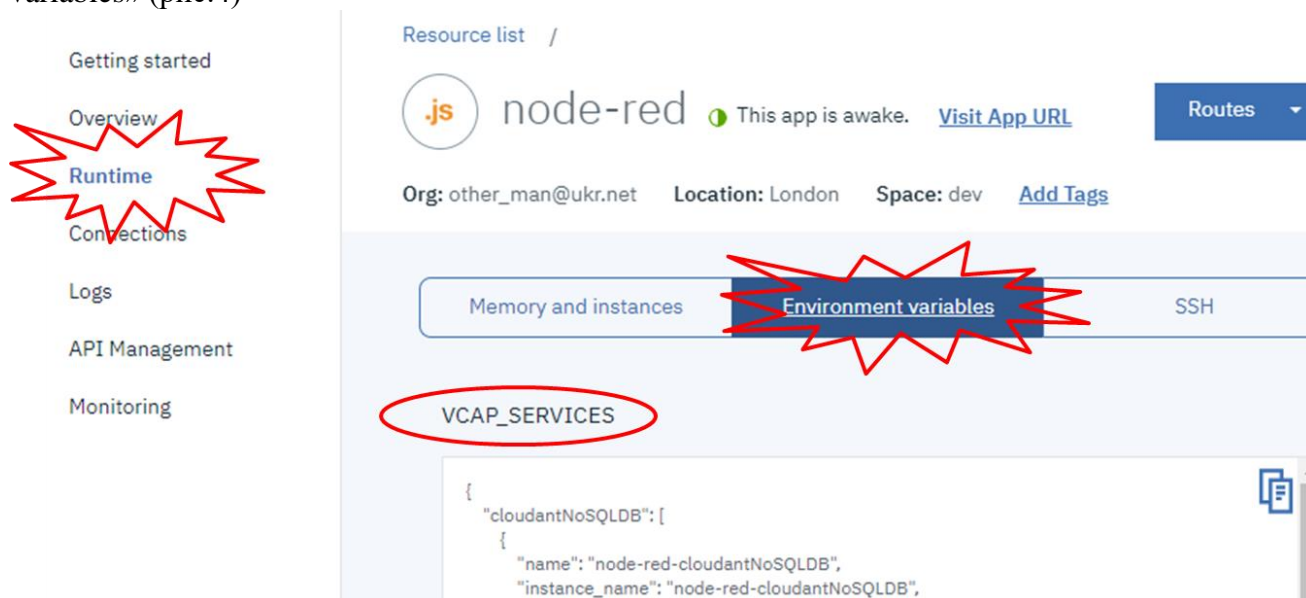 variables» (рис.4)
Getting started
Overview
Runtime
Connections
Logs
API Management
Monitoring
Resource list /
.js node-red This app is awake. Visit App URL Routes
Org: other_man@ukr.net Location: London Space: dev Add Tags
Memory and instances Environment variables SSH
VCAP_SERVICES
{
"cloudantNoSQLDB": [
{
"name": "node-red-cloudantNoSQLDB",
"instance_name": "node-red-cloudantNoSQLDB",